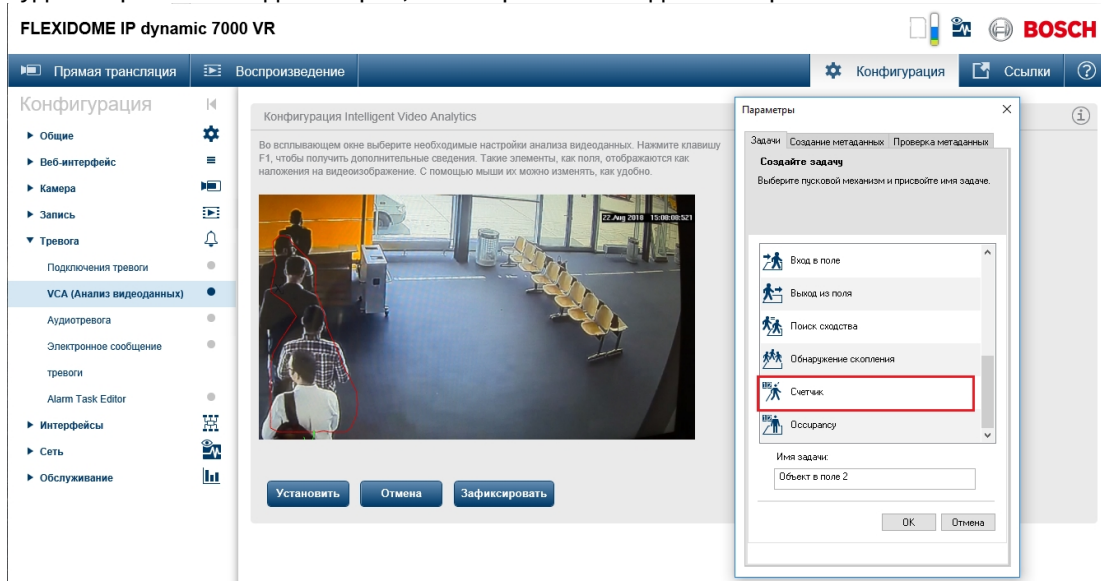 FLEXIDOME IP dynamic 7000 VR
BOSCH
Прямая трансляция
Воспроизведение
Конфигурация
Ссылки
Конфигурация
Общие
Веб-интерфейс
Камера
Запись
Тревога
Подключения тревоги
VCA (Анализ видеоданных)
Аудиотревога
Электронное сообщение
тревоги
Alarm Task Editor
Интерфейсы
Сеть
Обслуживание
Конфигурация Intelligent Video Analytics
Во всплывающем окне выберите необходимые настройки анализа видеоданных. Нажмите клавишу
F1, чтобы получить дополнительные сведения. Такие элементы, как поля, отображаются как
наложения на видеоизображение. С помощью мыши их можно изменять, как удобно.
22.Aug 2018 15:08:08:521
Установить
Отмена
Зафиксировать
Параметры
Задачи
Создание метаданных
Проверка метаданных
Создайте задачу
Выберите пусковой механизм и присвойте имя задаче.
Вход в поле
Выход из поля
Поиск сходства
Обнаружение скопления
Счетчик
Occupancy
Имя задачи:
Объект в поле 2
OK
Отмена